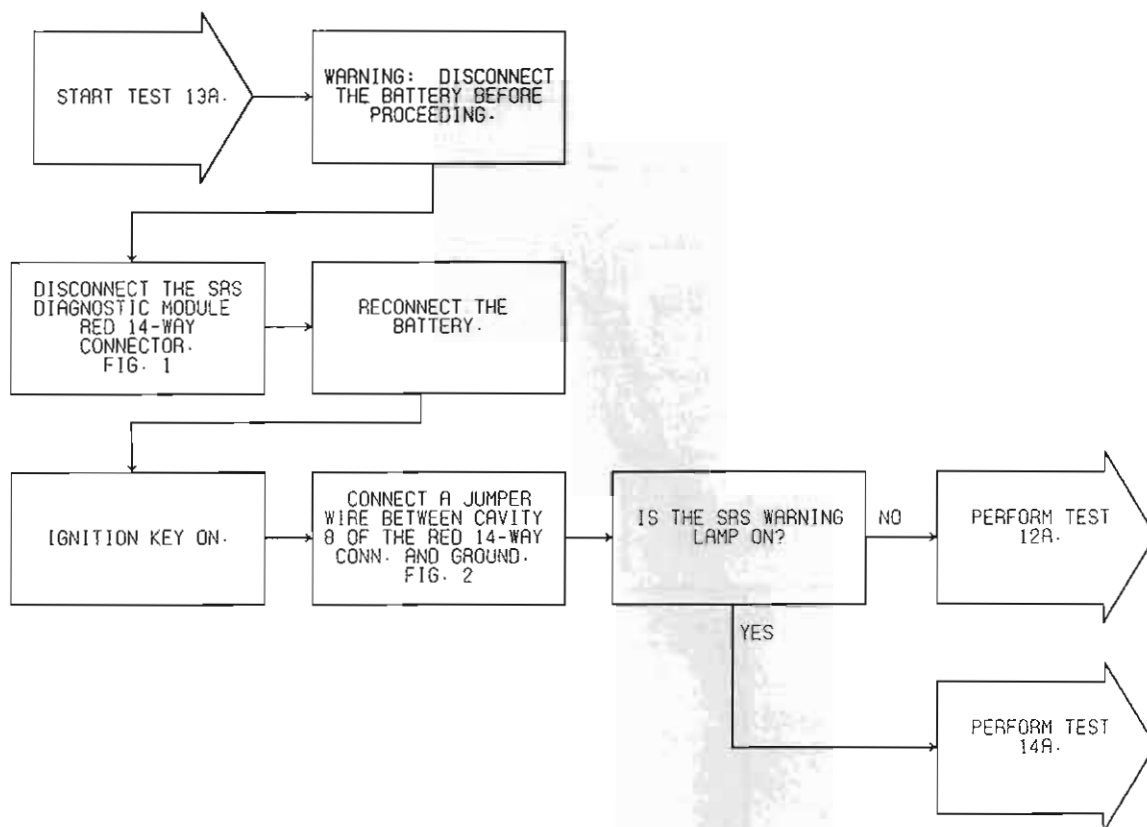 START TEST 13A.
WARNING: DISCONNECT
THE BATTERY BEFORE
PROCEEDING.
DISCONNECT THE SRS
DIAGNOSTIC MODULE
RED 14-WAY
CONNECTOR.
FIG. 1
RECONNECT THE
BATTERY.
IGNITION KEY ON.
CONNECT A JUMPER
WIRE BETWEEN CAVITY
8 OF THE RED 14-WAY
CONN. AND GROUND.
FIG. 2
IS THE SRS WARNING
LAMP ON?
NO
PERFORM TEST
12A.
YES
PERFORM TEST
14A.